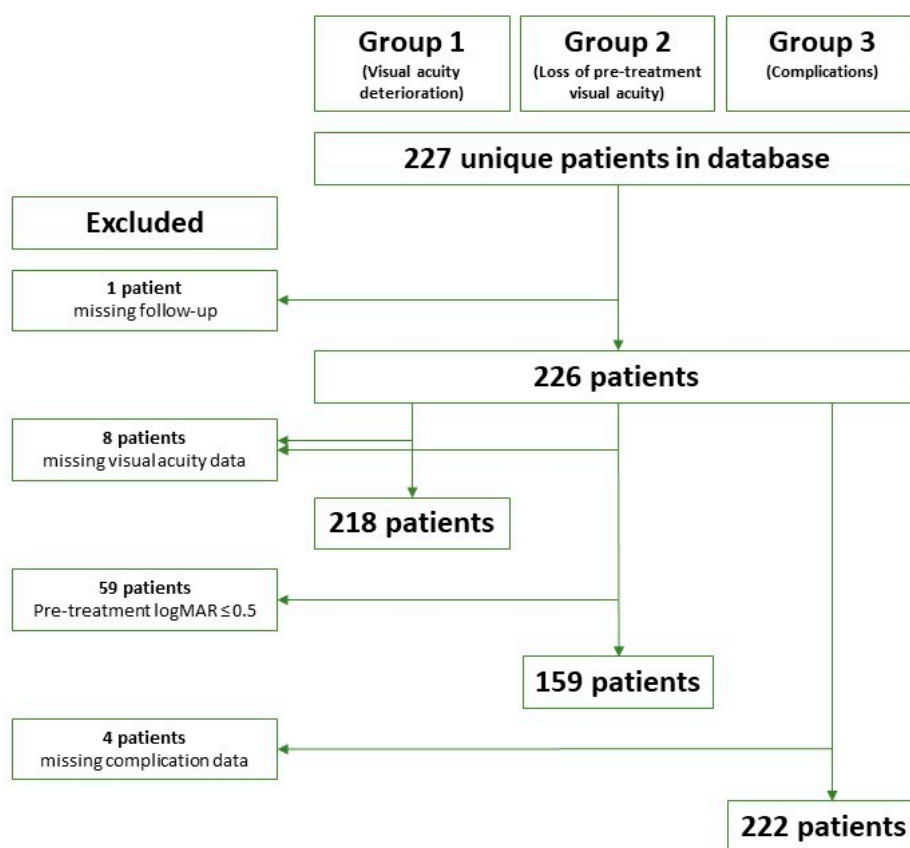 Group 1
(Visual acuity
deterioration)
Group 2
(Loss of pre-treatment
visual acuity)
Group 3
(Complications)
227 unique patients in database
Excluded
1 patient
missing follow-up
226 patients
8 patients
missing visual acuity data
218 patients
59 patients
Pre-treatment logMAR ≤ 0.5
159 patients
4 patients
missing complication data
222 patients